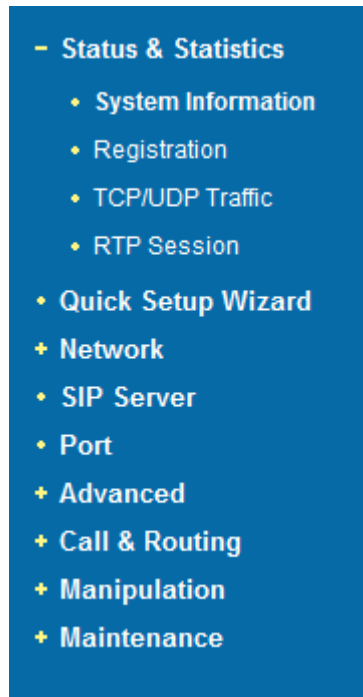 Status & Statistics
System Information
Registration
TCP/UDP Traffic
RTP Session
Quick Setup Wizard
Network
SIP Server
Port
Advanced
Call & Routing
Manipulation
Maintenance